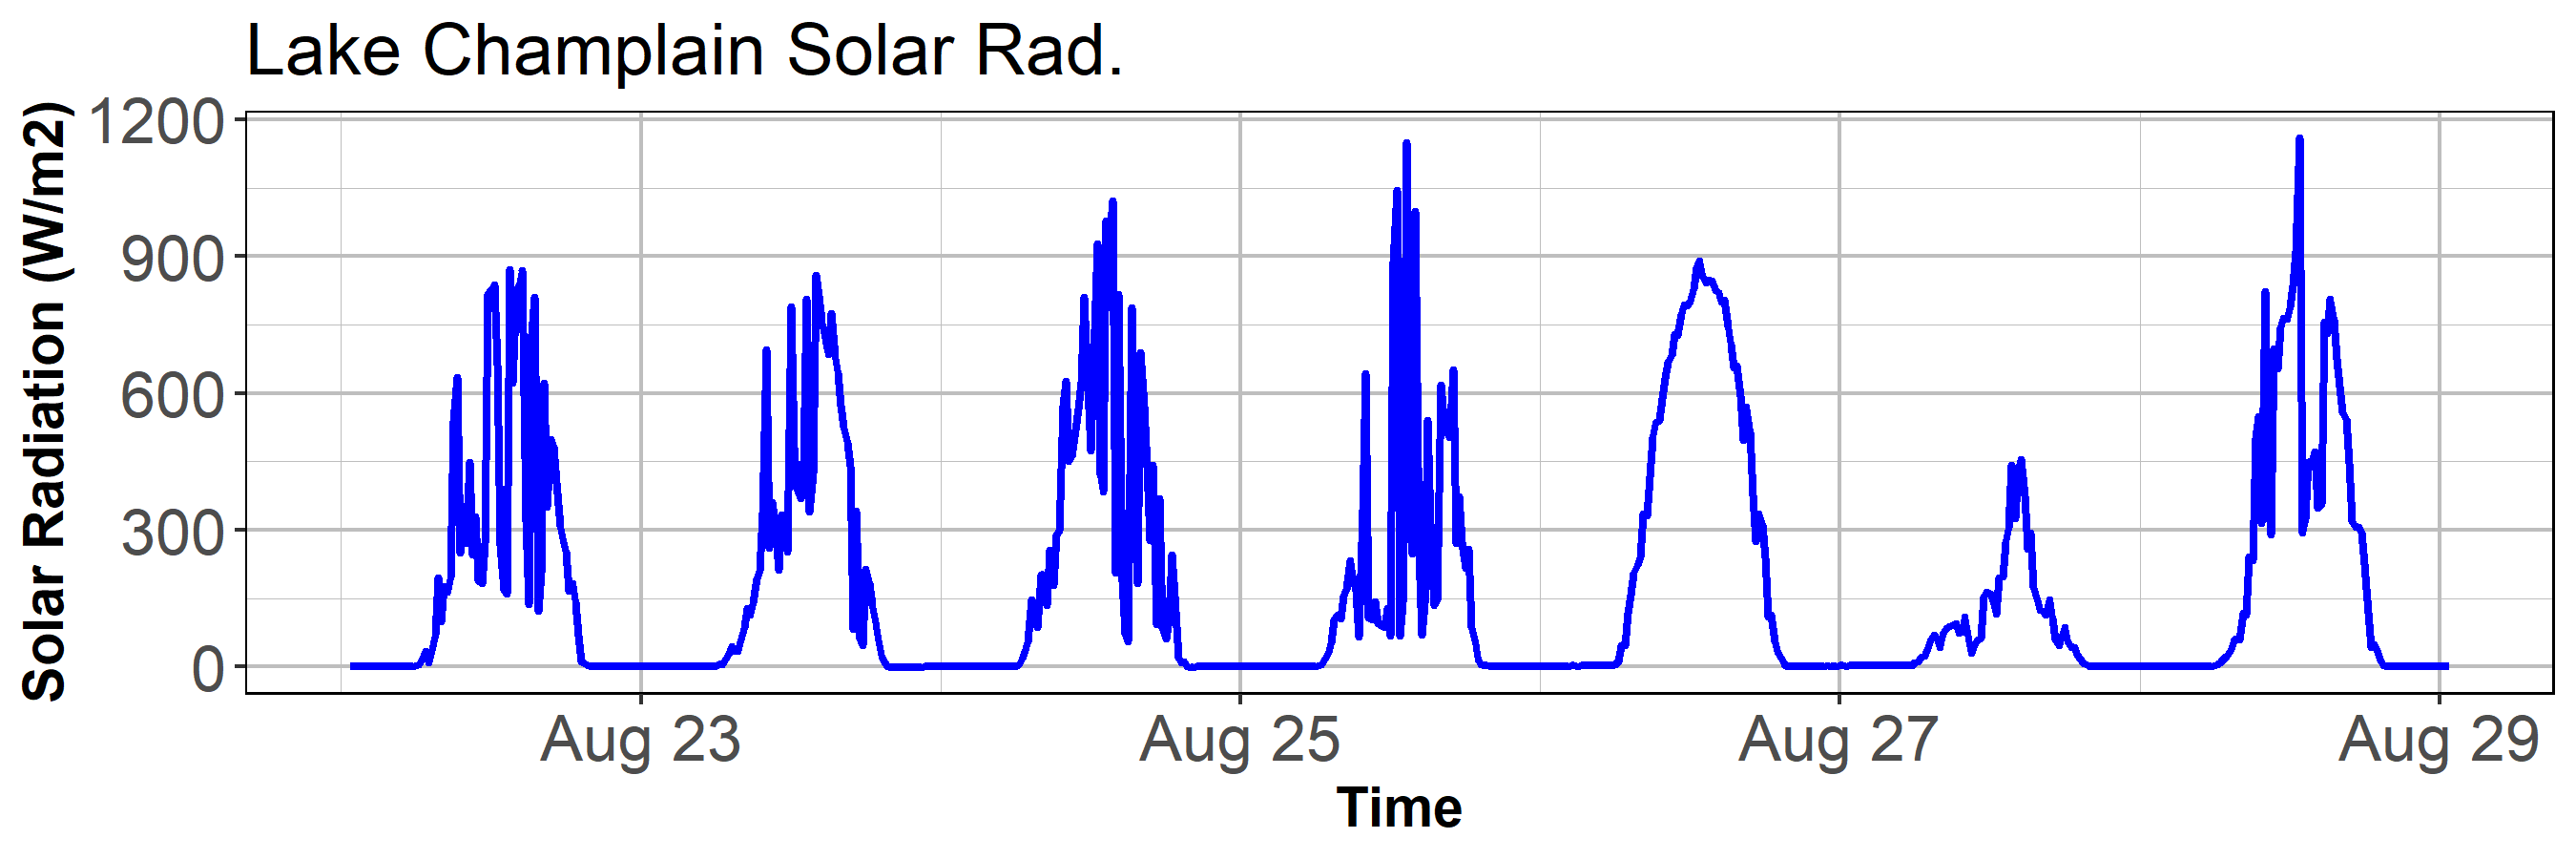 Lake Champlain Solar Rad.
Solar Radiation (W/m2)
1200
900
600
300
0
Aug 23 Aug 25 Aug 27 Aug 29
Time